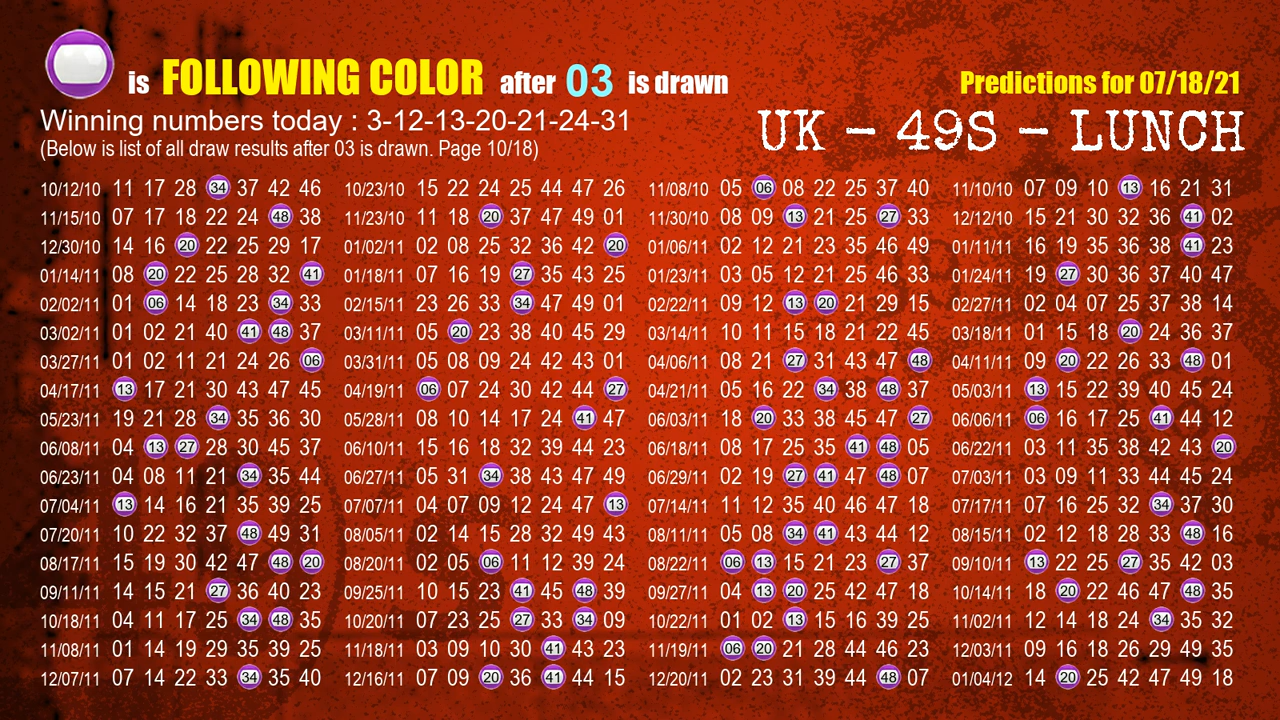 is FOLLOWING COLOR after 03 is drawn
Predictions for 07/18/21
Winning numbers today : 3-12-13-20-21-24-31
UK - 49S - LUNCH
(Below is list of all draw results after 03 is drawn. Page 10/18)
10/12/10 11 17 28 34 37 42 46 10/23/10 15 22 24 25 44 47 26 11/08/10 05 06 08 22 25 37 40 11/10/10 07 09 10 13 16 21 31
11/15/10 07 17 18 22 24 48 38 11/23/10 11 18 20 37 47 49 01 11/30/10 08 09 13 21 25 27 33 12/12/10 15 21 30 32 36 41 02
12/30/10 14 16 20 22 25 29 17 01/02/11 02 08 25 32 36 42 20 01/06/11 02 12 21 23 35 46 49 01/11/11 16 19 35 36 38 41 23
01/14/11 08 20 22 25 28 32 41 01/18/11 07 16 19 27 35 43 25 01/23/11 03 05 12 21 25 46 33 01/24/11 19 27 30 36 37 40 47
02/02/11 01 06 14 18 23 34 33 02/15/11 23 26 33 34 47 49 01 02/22/11 09 12 13 20 21 29 15 02/27/11 02 04 07 25 37 38 14
03/02/11 01 02 21 40 41 48 37 03/11/11 05 20 23 38 40 45 29 03/14/11 10 11 15 18 21 22 45 03/18/11 01 15 18 20 24 36 37
03/27/11 01 02 11 21 24 26 06 03/31/11 05 08 09 24 42 43 01 04/06/11 08 21 27 31 43 47 48 04/11/11 09 20 22 26 33 48 01
04/17/11 13 17 21 30 43 47 45 04/19/11 06 07 24 30 42 44 27 04/21/11 05 16 22 34 38 48 37 05/03/11 13 15 22 39 40 45 24
05/23/11 19 21 28 34 35 36 30 05/28/11 08 10 14 17 24 41 47 06/03/11 18 20 33 38 45 47 27 06/06/11 06 16 17 25 41 44 12
06/08/11 04 13 27 28 30 45 37 06/10/11 15 16 18 32 39 44 23 06/18/11 08 17 25 35 41 48 05 06/22/11 03 11 35 38 42 43 20
06/23/11 04 08 11 21 34 35 44 06/27/11 05 31 34 38 43 47 49 06/29/11 02 19 27 41 47 48 07 07/03/11 03 09 11 33 44 45 24
07/04/11 13 14 16 21 35 39 25 07/07/11 04 07 09 12 24 47 13 07/14/11 11 12 35 40 46 47 18 07/17/11 07 16 25 32 34 37 30
07/20/11 10 22 32 37 48 49 31 08/05/11 02 14 15 28 32 49 43 08/11/11 05 08 34 41 43 44 12 08/15/11 02 12 18 28 33 48 16
08/17/11 15 19 30 42 47 48 20 08/20/11 02 05 06 11 12 39 24 08/22/11 06 13 15 21 23 27 37 09/10/11 13 22 25 27 35 42 03
09/11/11 14 15 21 27 36 40 23 09/25/11 10 15 23 41 45 48 39 09/27/11 04 13 20 25 42 47 18 10/14/11 18 20 22 46 47 48 35
10/18/11 04 11 17 25 34 48 35 10/20/11 07 23 25 27 33 34 09 10/22/11 01 02 13 15 16 39 25 11/02/11 12 14 18 24 34 35 32
11/08/11 01 14 19 29 35 39 25 11/18/11 03 09 10 30 41 43 23 11/19/11 06 20 21 28 44 46 23 12/03/11 09 16 18 26 29 49 35
12/07/11 07 14 22 33 34 35 40 12/16/11 07 09 20 36 41 44 15 12/20/11 02 23 31 39 44 48 07 01/04/12 14 20 25 42 47 49 18